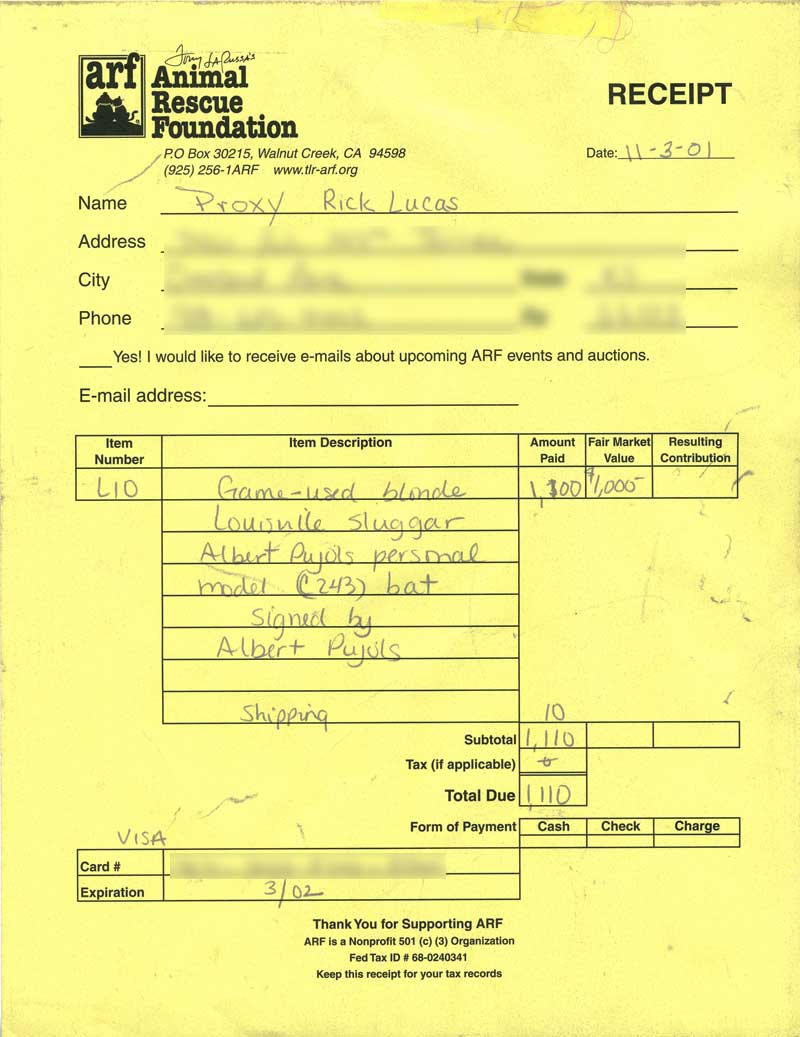 Tony LaRussa's
arf Animal
Rescue
Foundation
RECEIPT
P.O Box 30215, Walnut Creek, CA 94598
(925) 256-1ARF www.tlr-arf.org
Date: 11-3-01
Name Proxy Rick Lucas
Address
City
Phone
Yes! I would like to receive e-mails about upcoming ARF events and auctions.
E-mail address:
Item Number Item Description Amount Paid Fair Market Value Resulting Contribution
L10 Game-used blonde 1,100 $1,000-
Louisvile Sluggar
Albert Pujols personal
model (C243) bat
Signed by
Albert Pujols
Shipping 10
Subtotal 1,110
Tax (if applicable) 0
Total Due 1,110
Form of Payment Cash Check Charge
VISA
Card #
Expiration 3/02
Thank You for Supporting ARF
ARF is a Nonprofit 501 (c) (3) Organization
Fed Tax ID # 68-0240341
Keep this receipt for your tax records